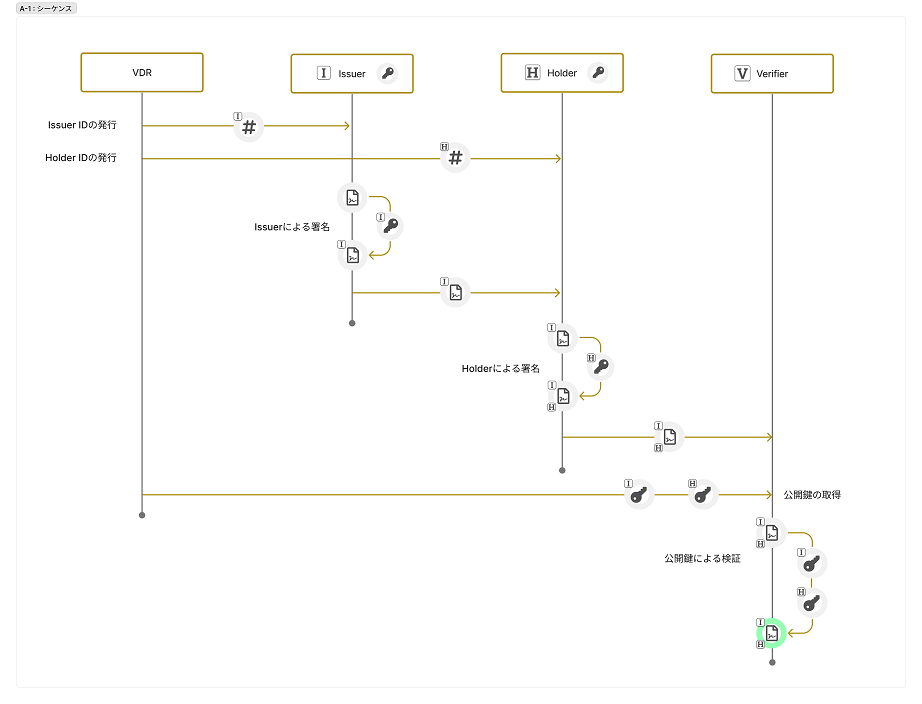 A-1:シーケンス
VDR
I Issuer
H Holder
V Verifier
I
Issuer IDの発行
#
H
Holder IDの発行
#
I
Issuerによる署名
I
I
I
H
Holderによる署名
I
H
I
H
I
H
公開鍵の取得
I
H
公開鍵による検証
I
H
I
H